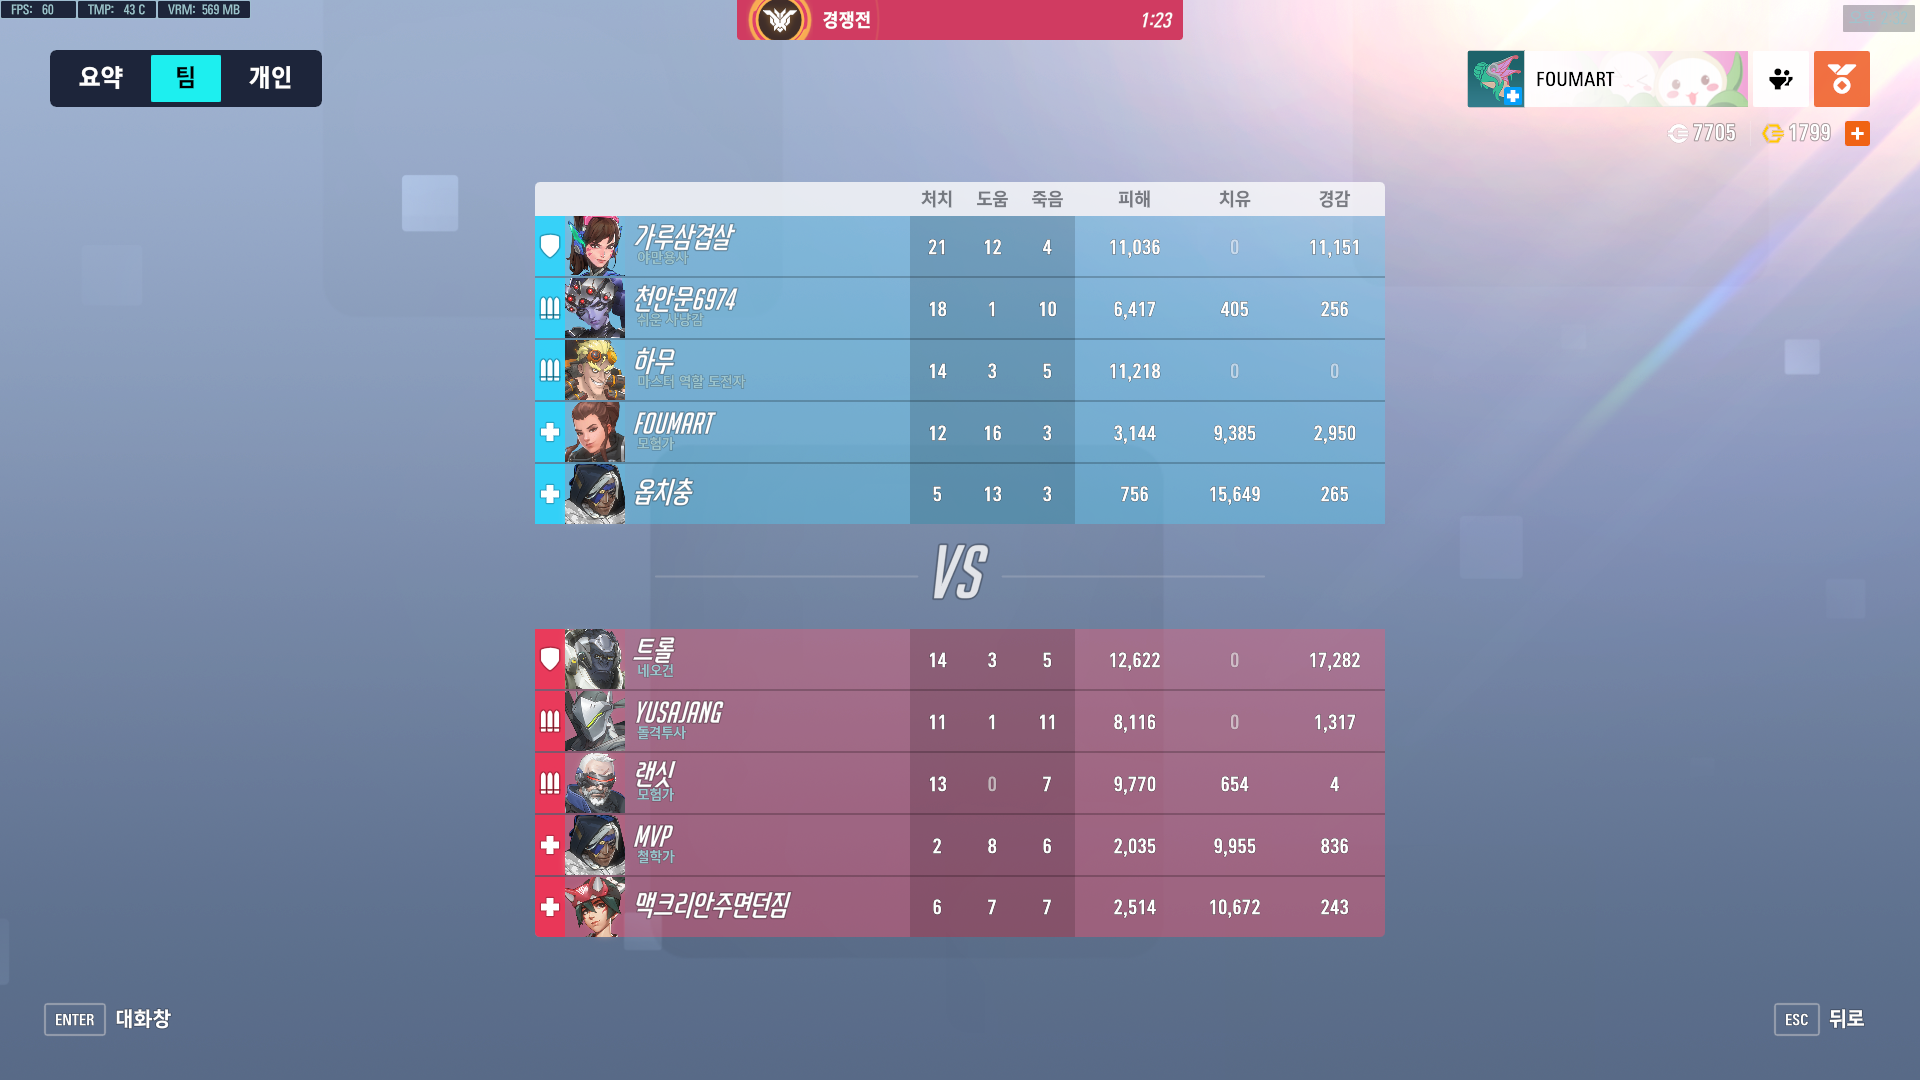 FPS: 60 TMP: 43 C VRM: 569 MB
경쟁전 1:23
요약 팀 개인
FOUMART
7705 1799
처치 도움 죽음 피해 치유 경감
가루삼겹살 21 12 4 11,036 0 11,151
야만용사
천안문6974 18 1 10 6,417 405 256
쉬운 사냥감
하무 14 3 5 11,218 0 0
마스터 역할 도전자
FOUMART 12 16 3 3,144 9,385 2,950
모험가
옵치충 5 13 3 756 15,649 265
VS
트롤 14 3 5 12,622 0 17,282
네오건
YUSAJANG 11 1 11 8,116 0 1,317
돌격투사
랜싯 13 0 7 9,770 654 4
모험가
MVP 2 8 6 2,035 9,955 836
철학가
맥크리안주면던짐 6 7 7 2,514 10,672 243
ENTER 대화창
ESC 뒤로